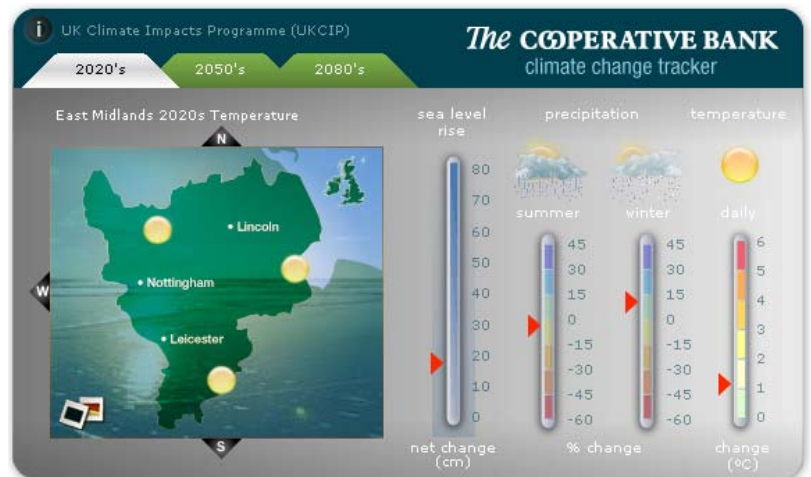 i UK Climate Impacts Programme (UKCIP)
The COOPERATIVE BANK
climate change tracker
2020's 2050's 2080's
East Midlands 2020s Temperature
N
W
S
Lincoln
Nottingham
Leicester
sea level
rise
80
70
60
50
40
30
20
10
0
net change
(cm)
precipitation
summer
45
30
15
0
-15
-30
-45
-60
winter
45
30
15
0
-15
-30
-45
-60
% change
temperature
daily
6
5
4
3
2
1
0
change
(ºC)